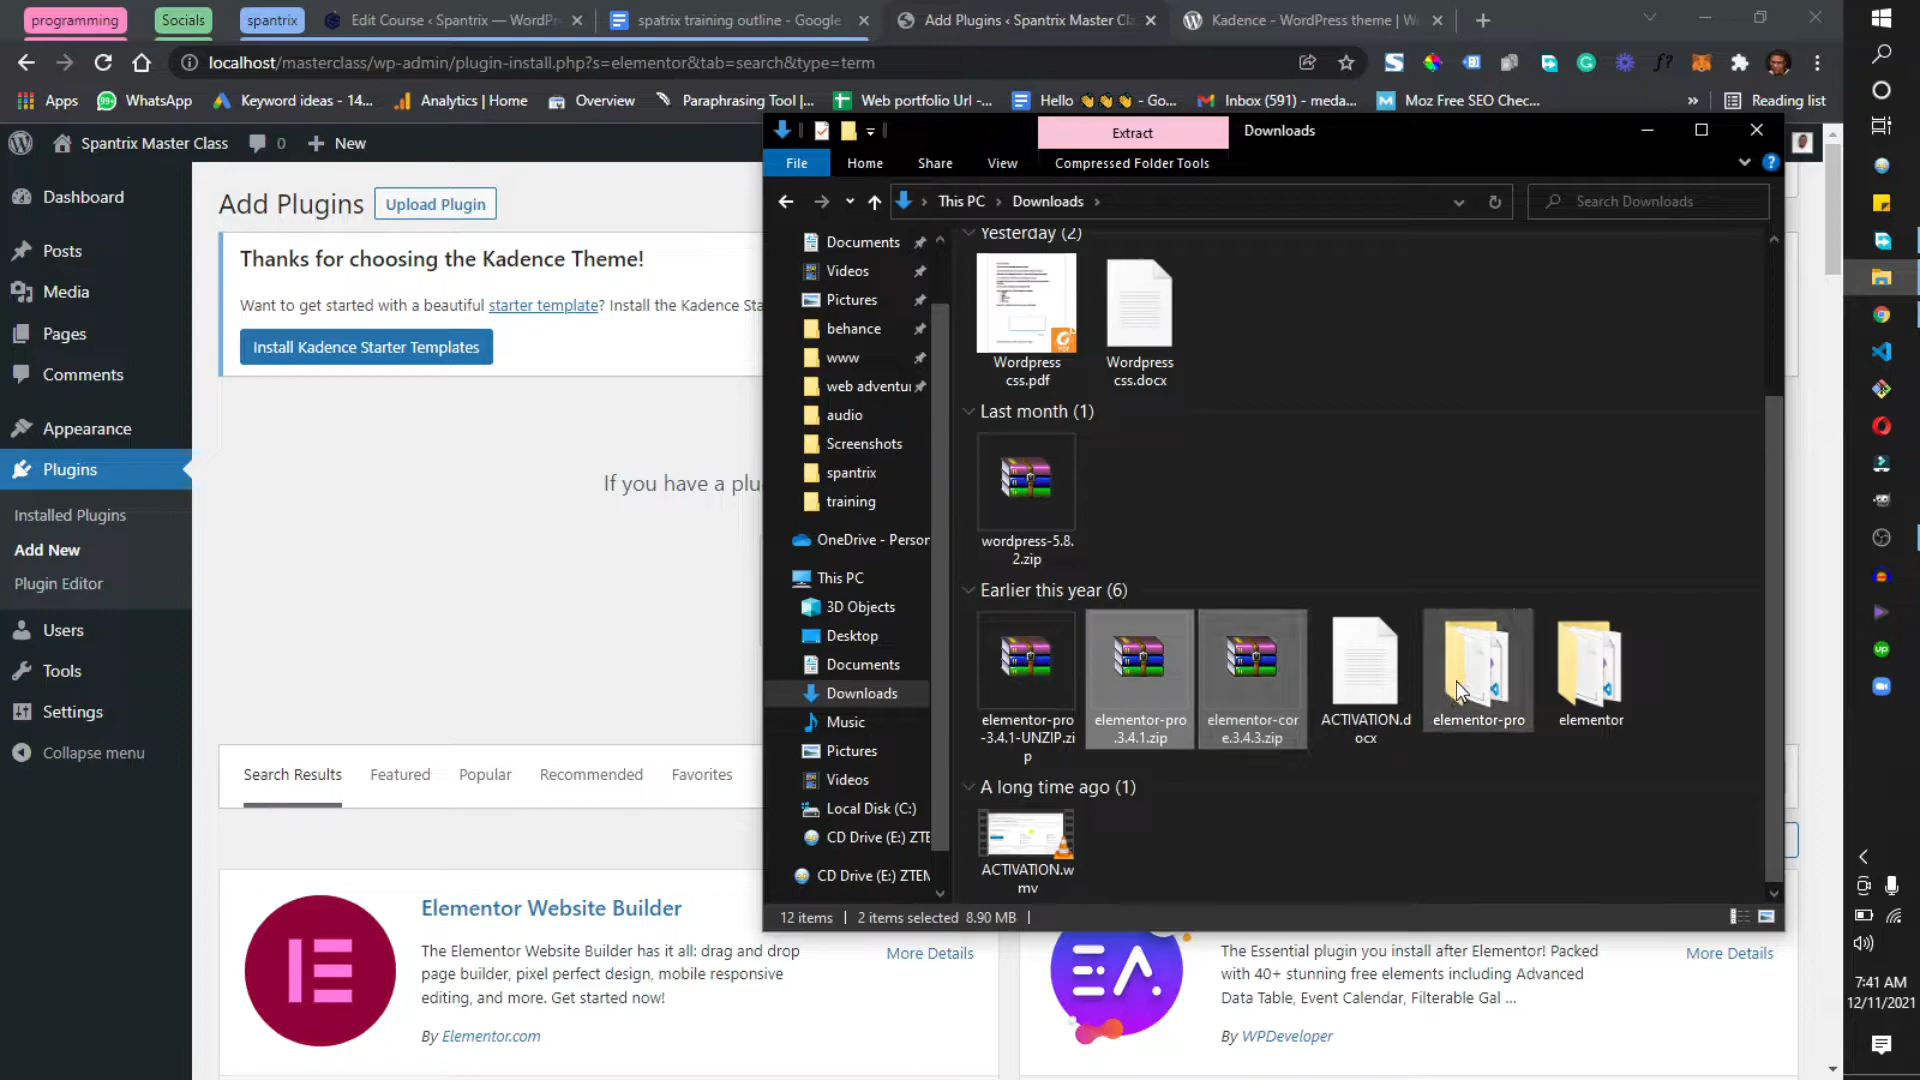 programming
Socials
spantrix
Edit Course ‹ Spantrix — WordPr
spatrix training outline - Google
Add Plugins ‹ Spantrix Master Cl
Kadence - WordPress theme | W
localhost/masterclass/wp-admin/plugin-install.php?s=elementor&tab=search&type=term
Apps
WhatsApp
Keyword ideas - 14...
Analytics | Home
Overview
Paraphrasing Tool |...
Web portfolio Url -...
Hello 👏👏👏 - Go...
Inbox (591) - meda...
Moz Free SEO Chec...
»
Reading list
Spantrix Master Class
0
New
Dashboard
Posts
Media
Pages
Comments
Appearance
Plugins
Installed Plugins
Add New
Plugin Editor
Users
Tools
Settings
Collapse menu
Add Plugins
Upload Plugin
Thanks for choosing the Kadence Theme!
Want to get started with a beautiful starter template? Install the Kadence Sta
Install Kadence Starter Templates
If you have a plu
Search Results
Featured
Popular
Recommended
Favorites
Elementor Website Builder
The Elementor Website Builder has it all: drag and drop
page builder, pixel perfect design, mobile responsive
editing, and more. Get started now!
By Elementor.com
More Details
The Essential plugin you install after Elementor! Packed
with 40+ stunning free elements including Advanced
Data Table, Event Calendar, Filterable Gal ...
By WPDeveloper
More Details
Extract
Downloads
File
Home
Share
View
Compressed Folder Tools
This PC
Downloads
Search Downloads
Documents
Videos
Pictures
behance
www
web adventu
audio
Screenshots
spantrix
training
OneDrive - Person
This PC
3D Objects
Desktop
Documents
Downloads
Music
Pictures
Videos
Local Disk (C:)
CD Drive (E:) ZTE
CD Drive (E:) ZTEM
Yesterday (2)
Wordpress
css.pdf
Wordpress
css.docx
Last month (1)
wordpress-5.8.
2.zip
Earlier this year (6)
elementor-pro
-3.4.1-UNZIP.zi
p
elementor-pro
.3.4.1.zip
elementor-cor
e.3.4.3.zip
ACTIVATION.d
ocx
elementor-pro
elementor
A long time ago (1)
ACTIVATION.w
mv
12 items
2 items selected 8.90 MB
7:41 AM
12/11/2021